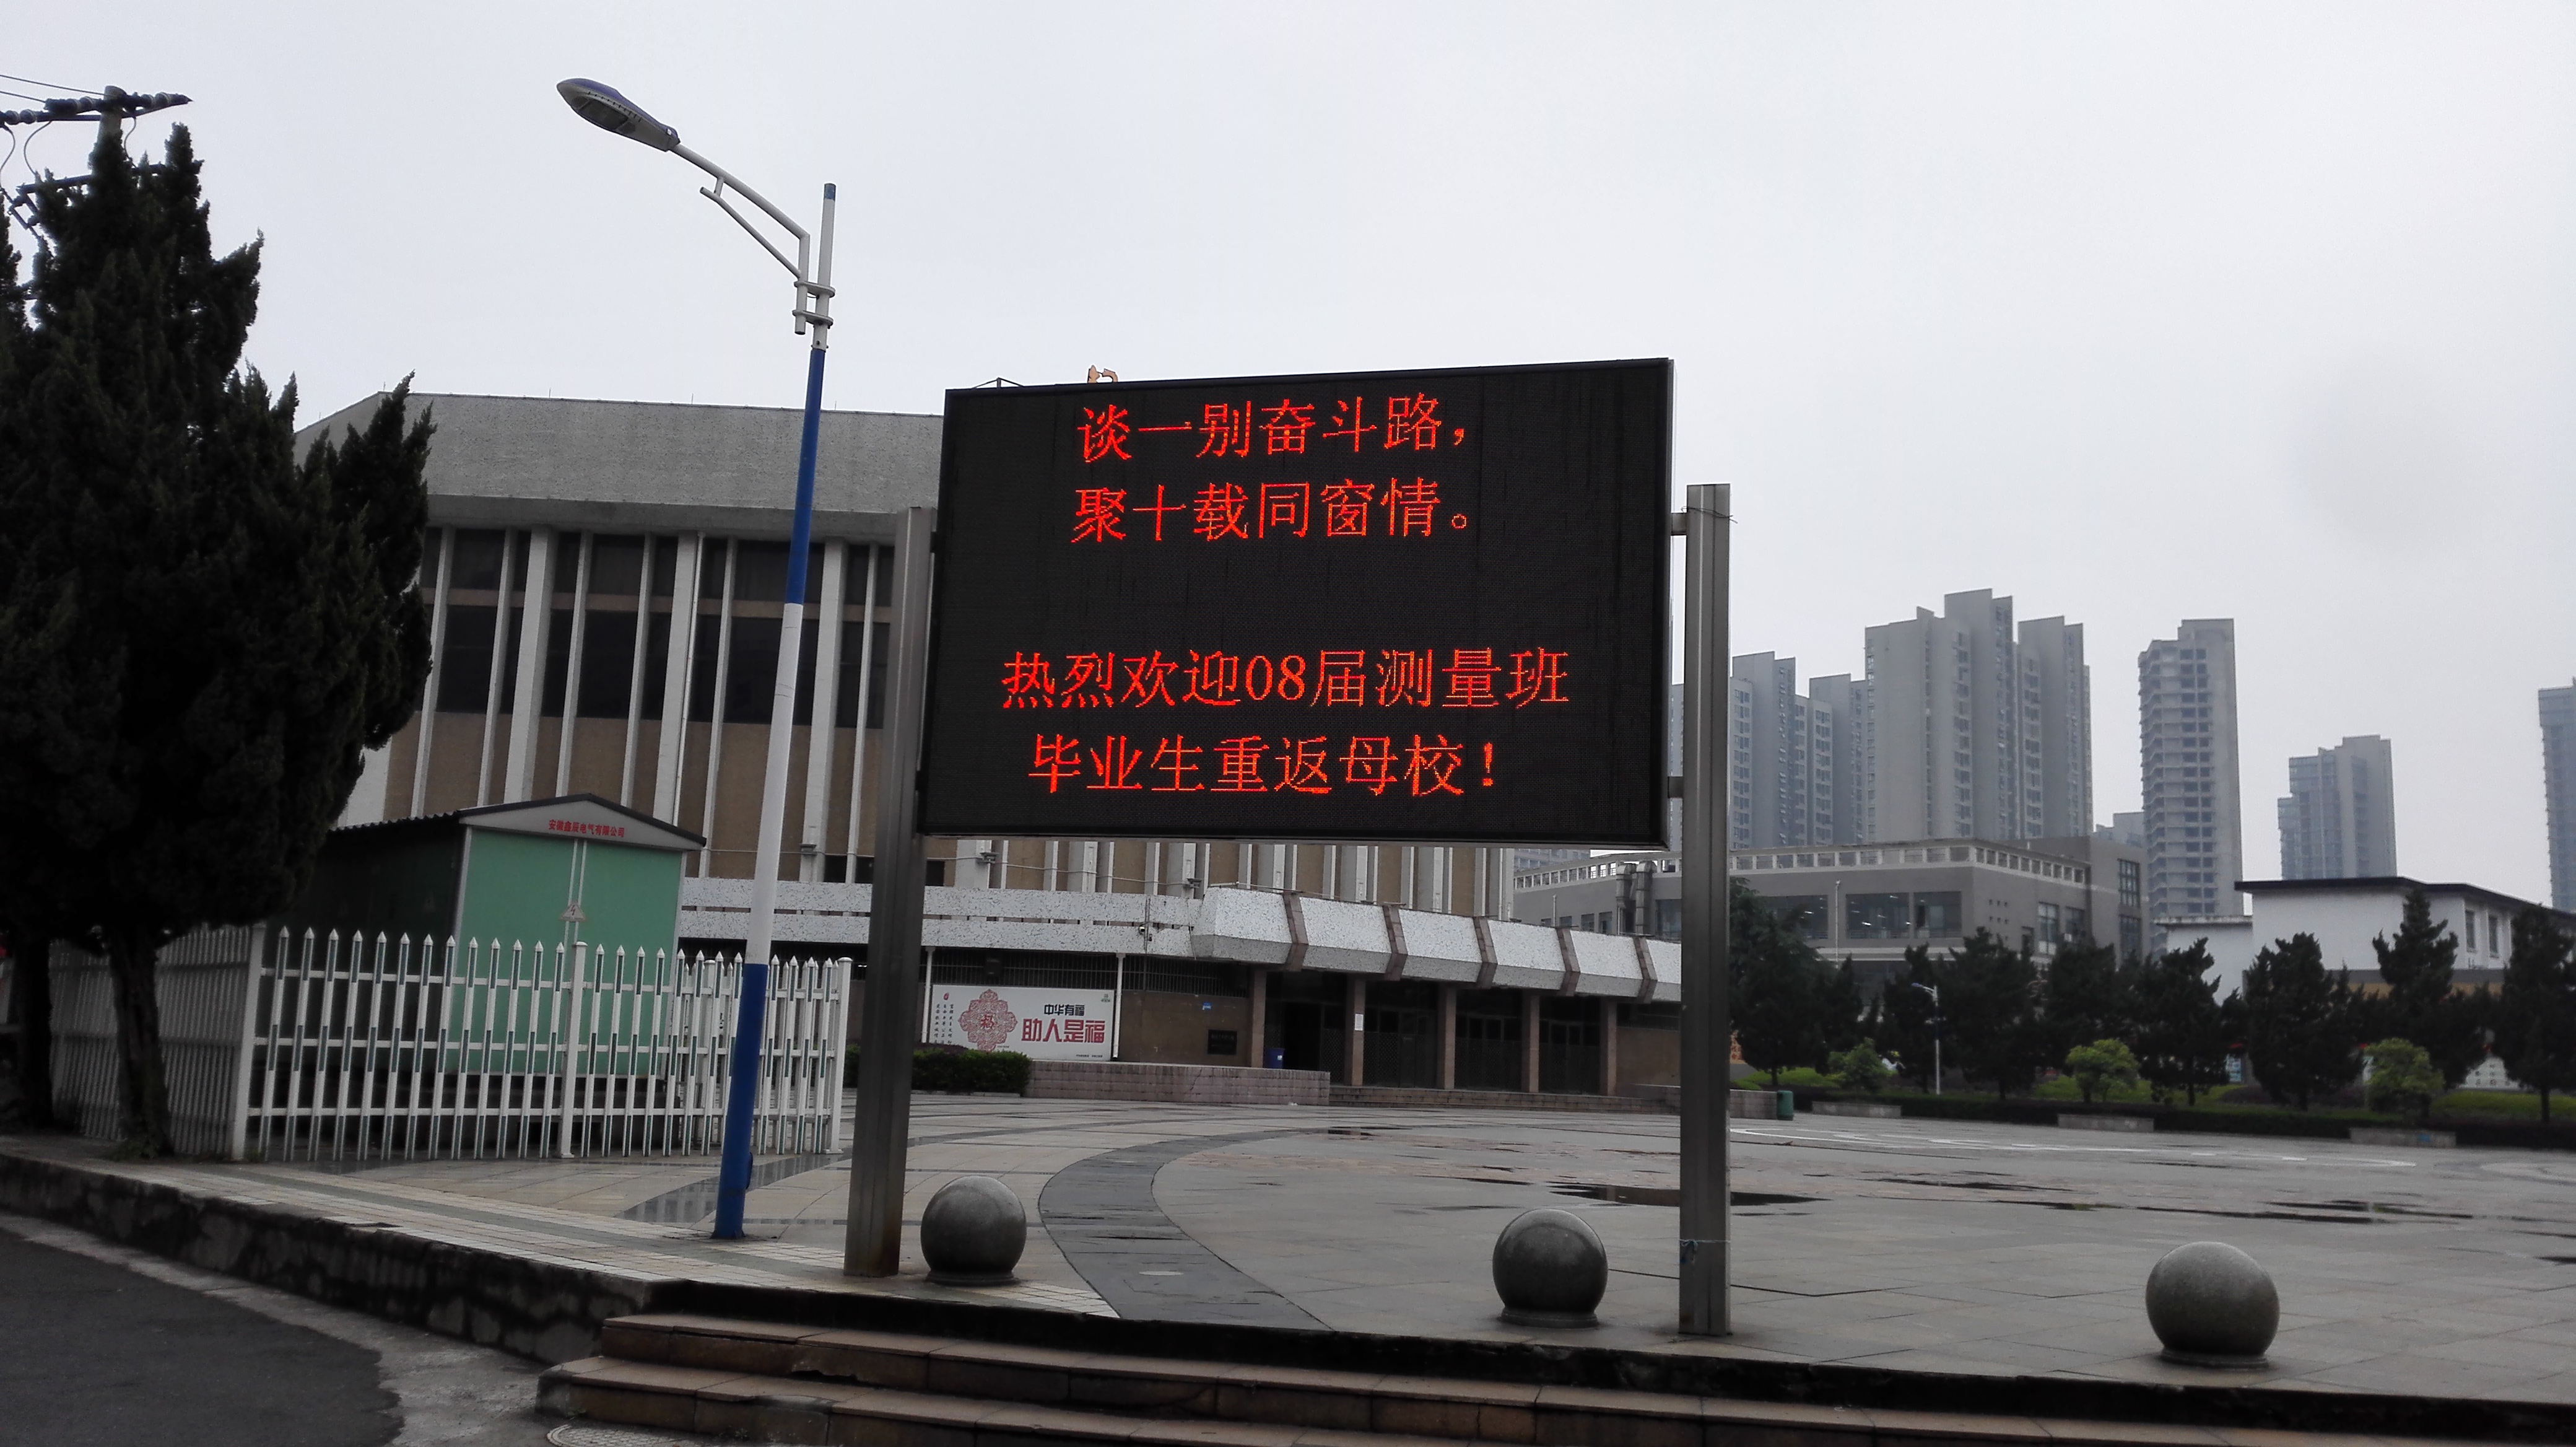 谈一别奋斗路，
聚十载同窗情。
热烈欢迎08届测量班
毕业生重返母校！
中华有福
助人是福